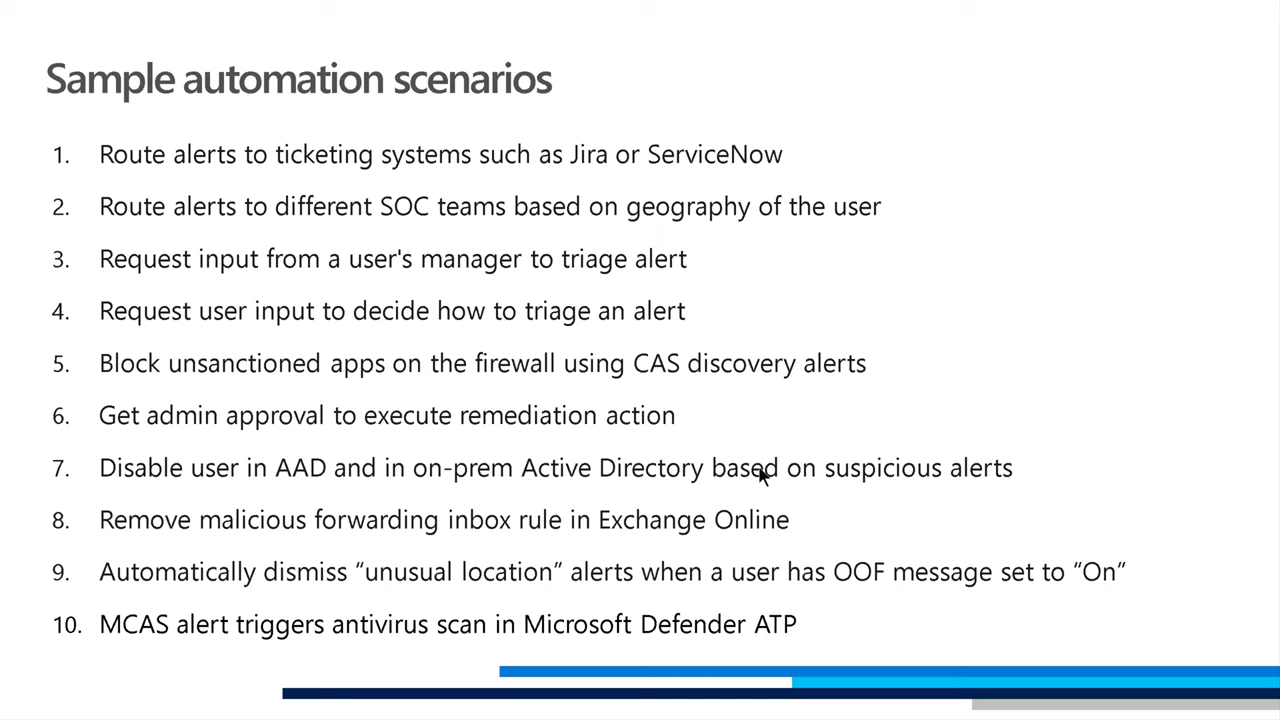 Sample automation scenarios
1. Route alerts to ticketing systems such as Jira or ServiceNow
2. Route alerts to different SOC teams based on geography of the user
3. Request input from a user's manager to triage alert
4. Request user input to decide how to triage an alert
5. Block unsanctioned apps on the firewall using CAS discovery alerts
6. Get admin approval to execute remediation action
7. Disable user in AAD and in on-prem Active Directory based on suspicious alerts
8. Remove malicious forwarding inbox rule in Exchange Online
9. Automatically dismiss “unusual location” alerts when a user has OOF message set to “On”
10. MCAS alert triggers antivirus scan in Microsoft Defender ATP